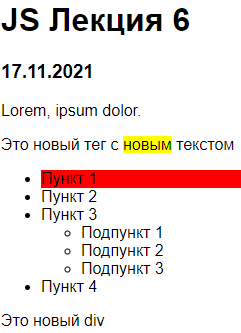 JS Лекция 6
17.11.2021
Lorem, ipsum dolor.
Это новый тег с новым текстом
Пункт 1
Пункт 2
Пункт 3
Подпункт 1
Подпункт 2
Подпункт 3
Пункт 4
Это новый div